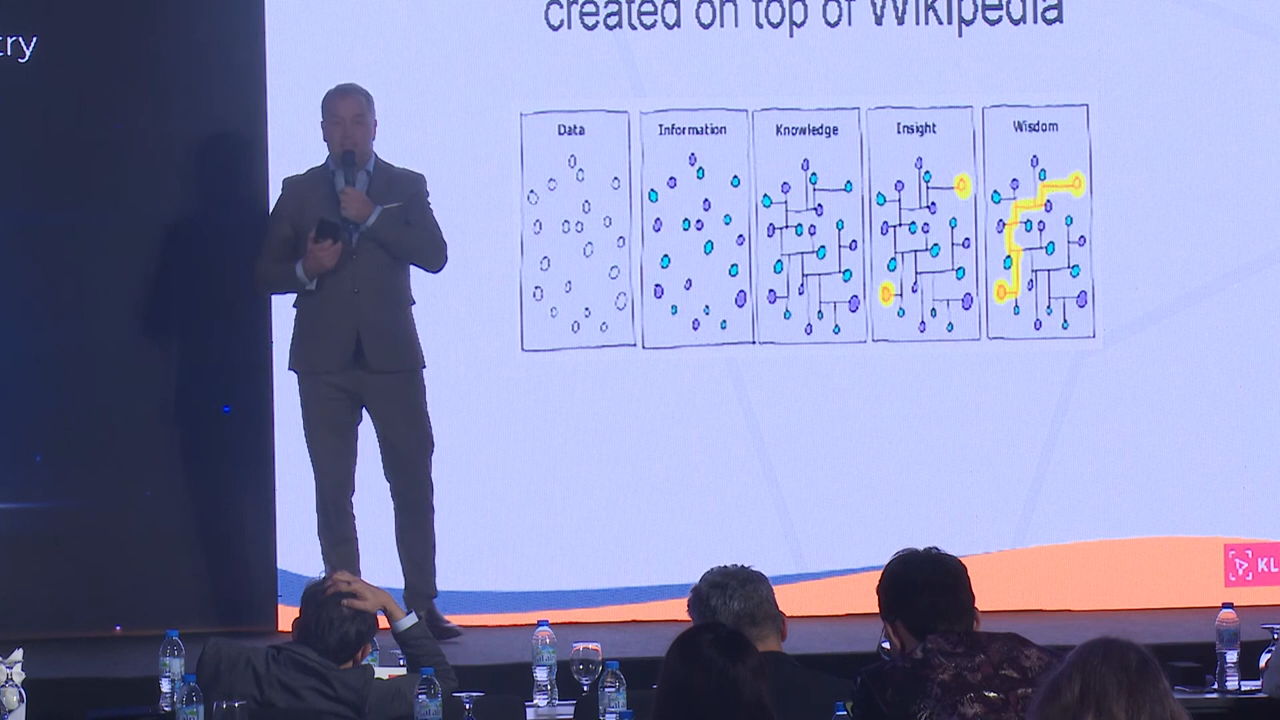 try
created on top of Wikipedia
Data Information Knowledge Insight Wisdom
KL